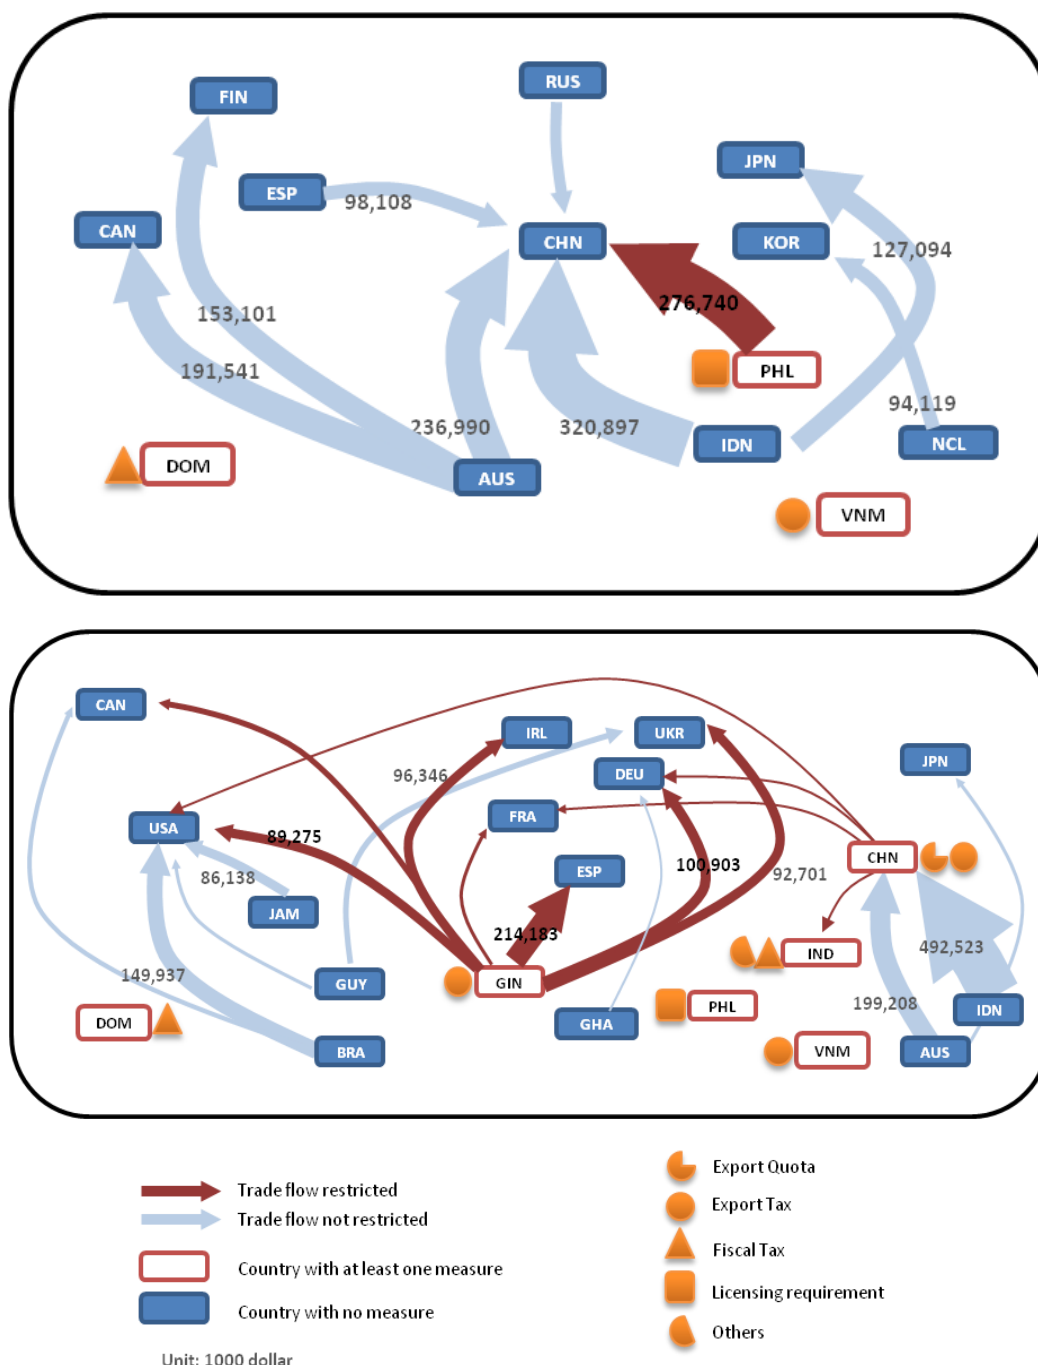 RUS
FIN
JPN
ESP
98,108
CAN
CHN
KOR
127,094
276,740
153,101
191,541
PHL
94,119
236,990
320,897
IDN
NCL
DOM
AUS
VNM
CAN
IRL
UKR
JPN
DEU
96,346
FRA
USA
89,275
CHN
100,903
92,701
ESP
86,138
JAM
214,183
IND
492,523
149,937
GUY
GIN
PHL
199,208
IDN
DOM
GHA
BRA
VNM
AUS
Trade flow restricted
Trade flow not restricted
Country with at least one measure
Country with no measure
Unit: 1000 dollar
Export Quota
Export Tax
Fiscal Tax
Licensing requirement
Others